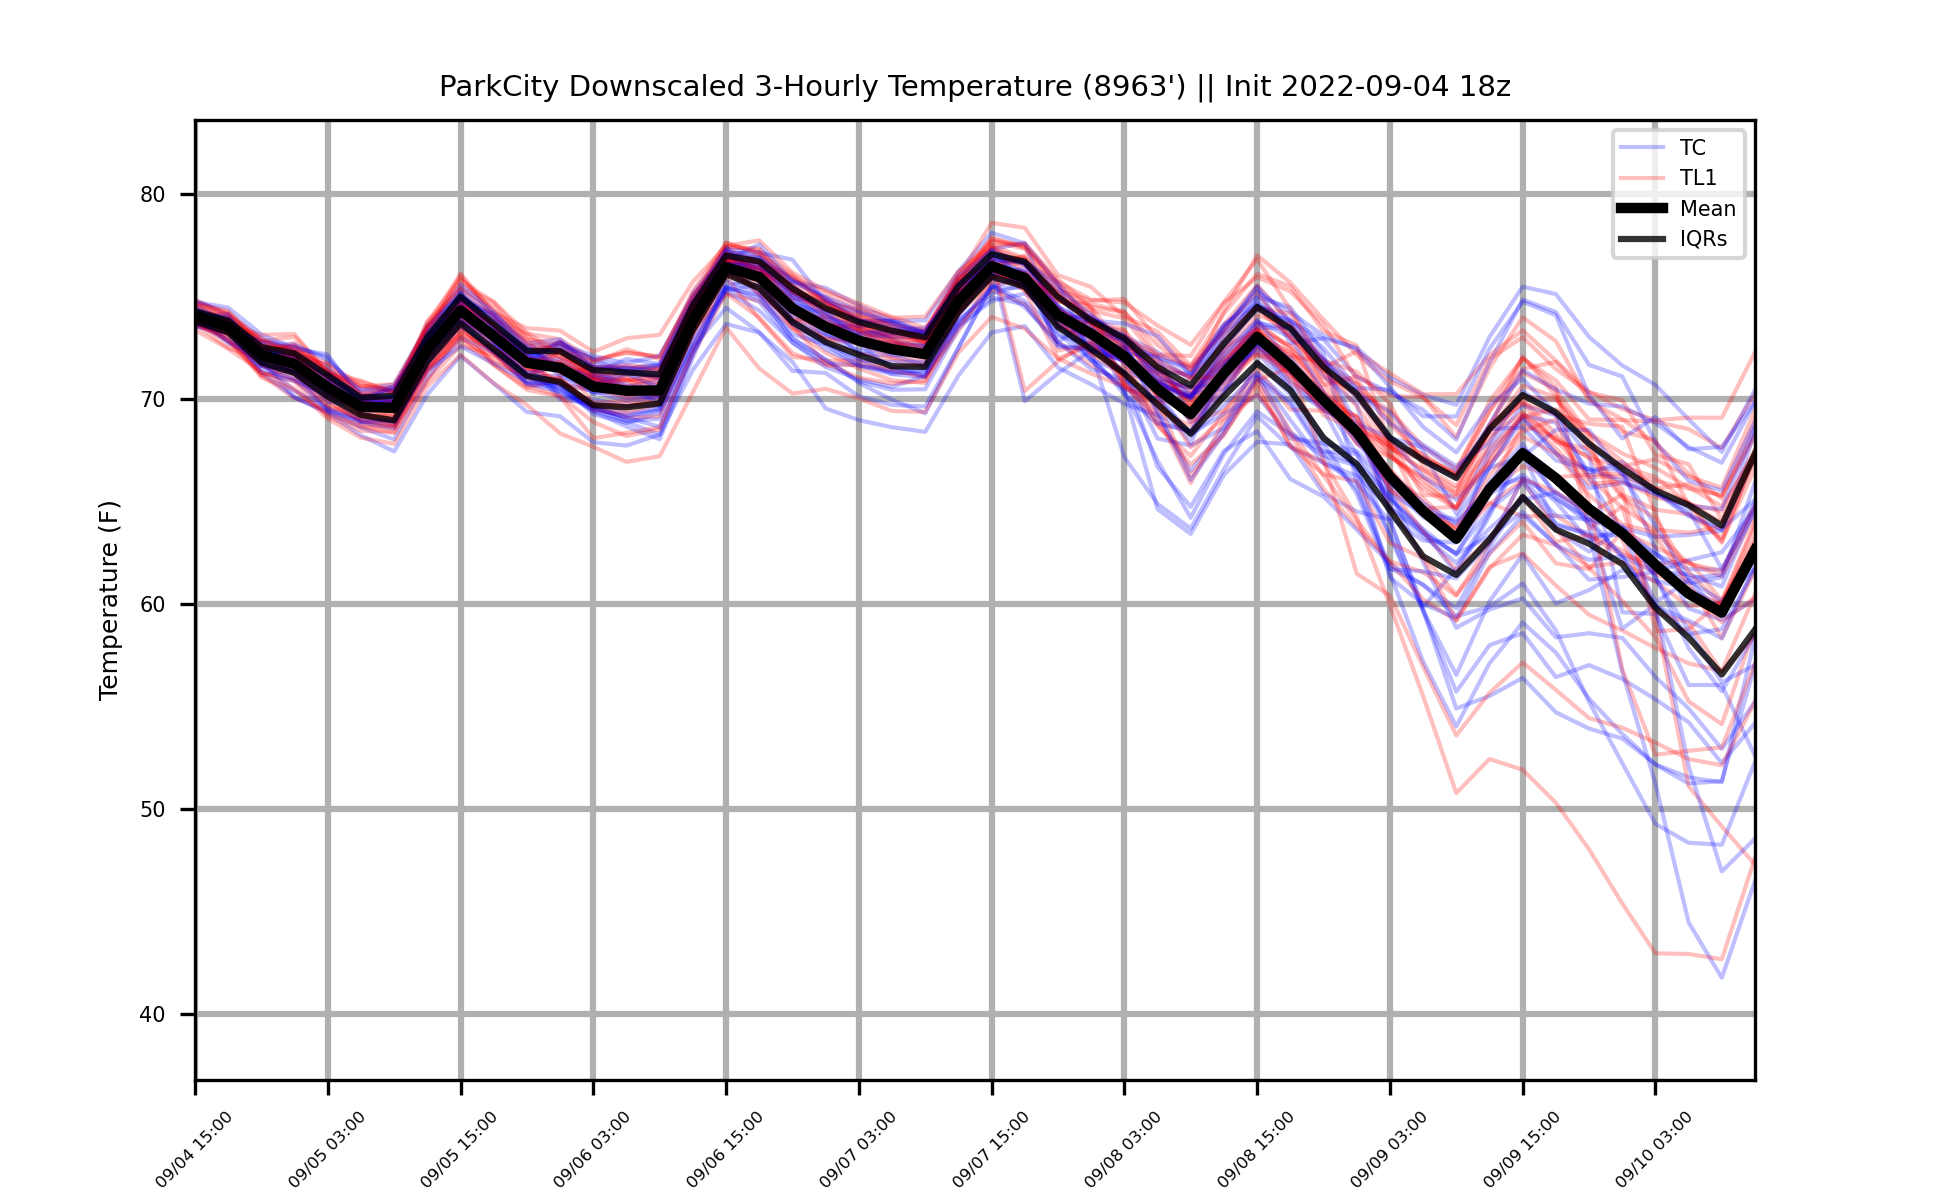 ParkCity Downscaled 3-Hourly Temperature (8963') || Init 2022-09-04 18z
TC
TL1
Mean
IQRs
Temperature (F)
80
70
60
50
40
09/04 15:00
09/05 03:00
09/05 15:00
09/06 03:00
09/06 15:00
09/07 03:00
09/07 15:00
09/08 03:00
09/08 15:00
09/09 03:00
09/09 15:00
09/10 03:00